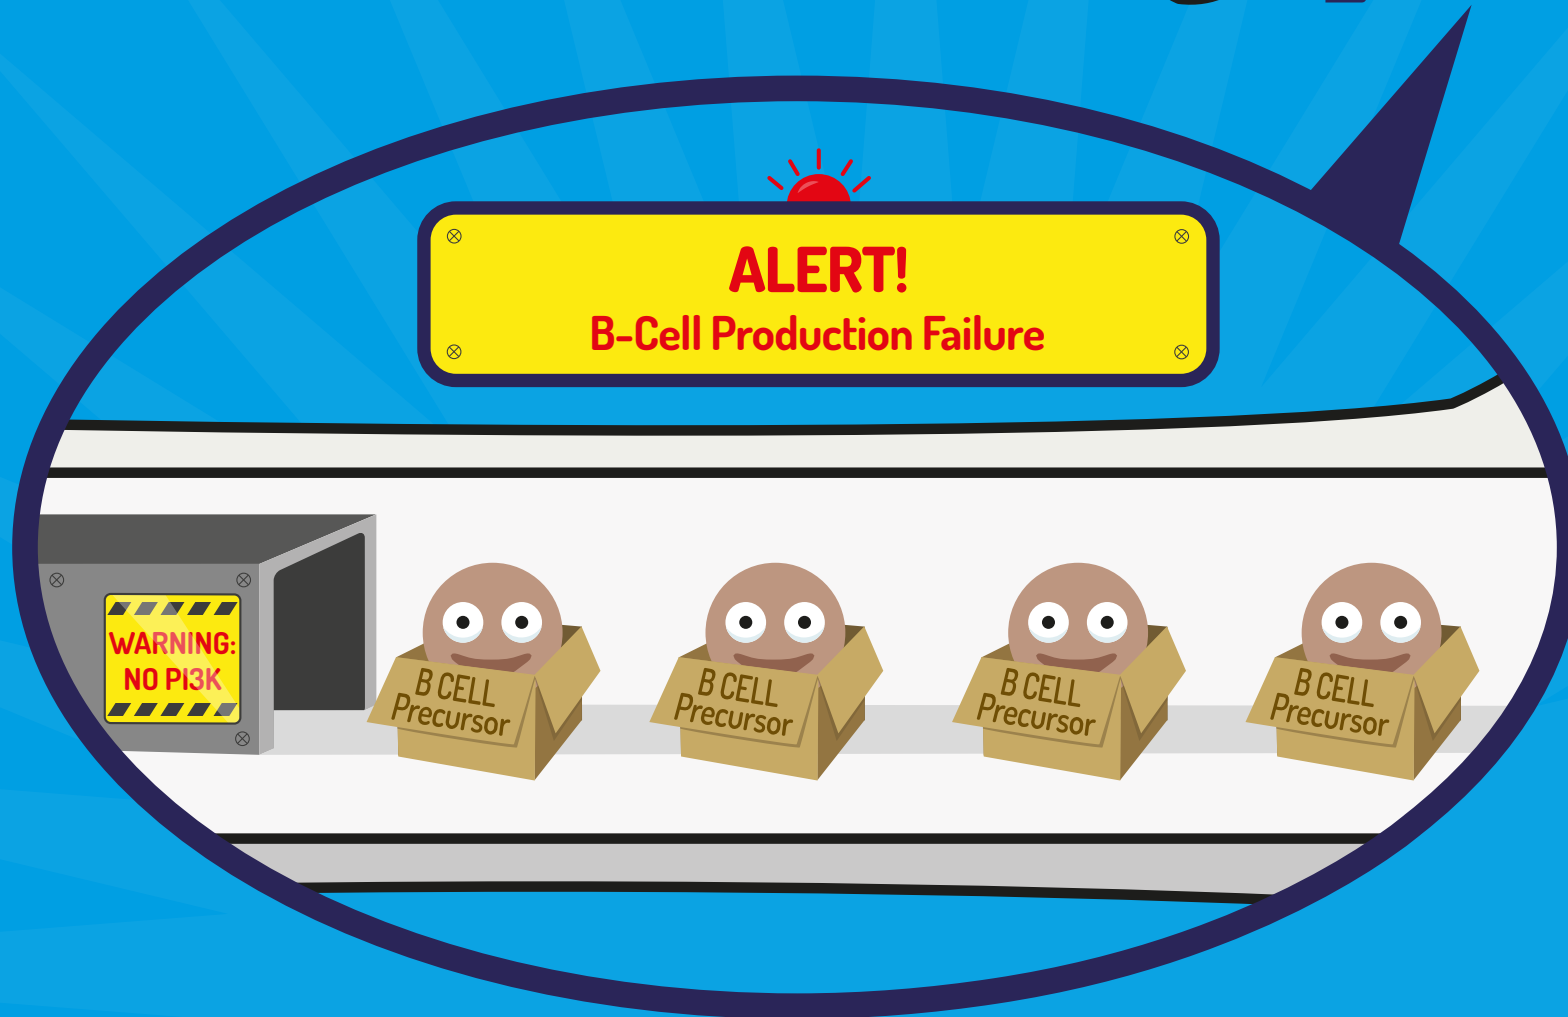 ALERT!
B-Cell Production Failure
WARNING:
NO PI3K
B CELL
Precursor
B CELL
Precursor
B CELL
Precursor
B CELL
Precursor